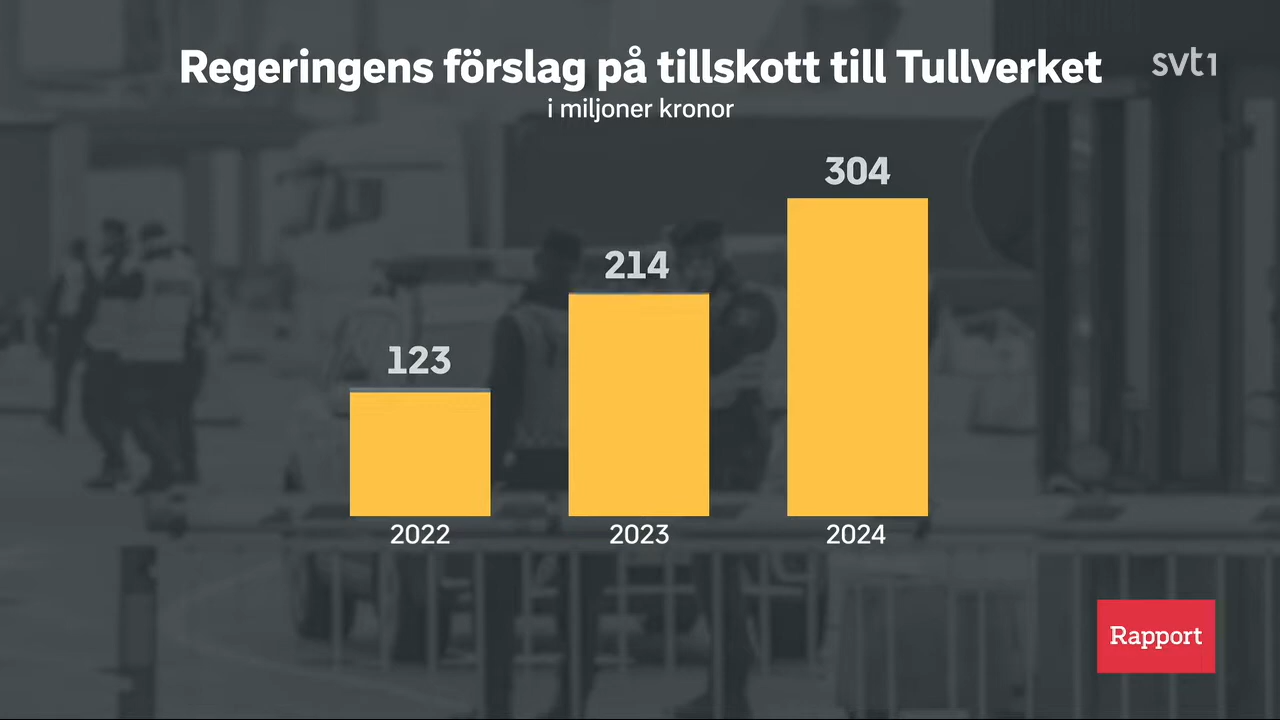 Regeringens förslag på tillskott till Tullverket
svt1
i miljoner kronor
304
214
123
2022
2023
2024
Rapport